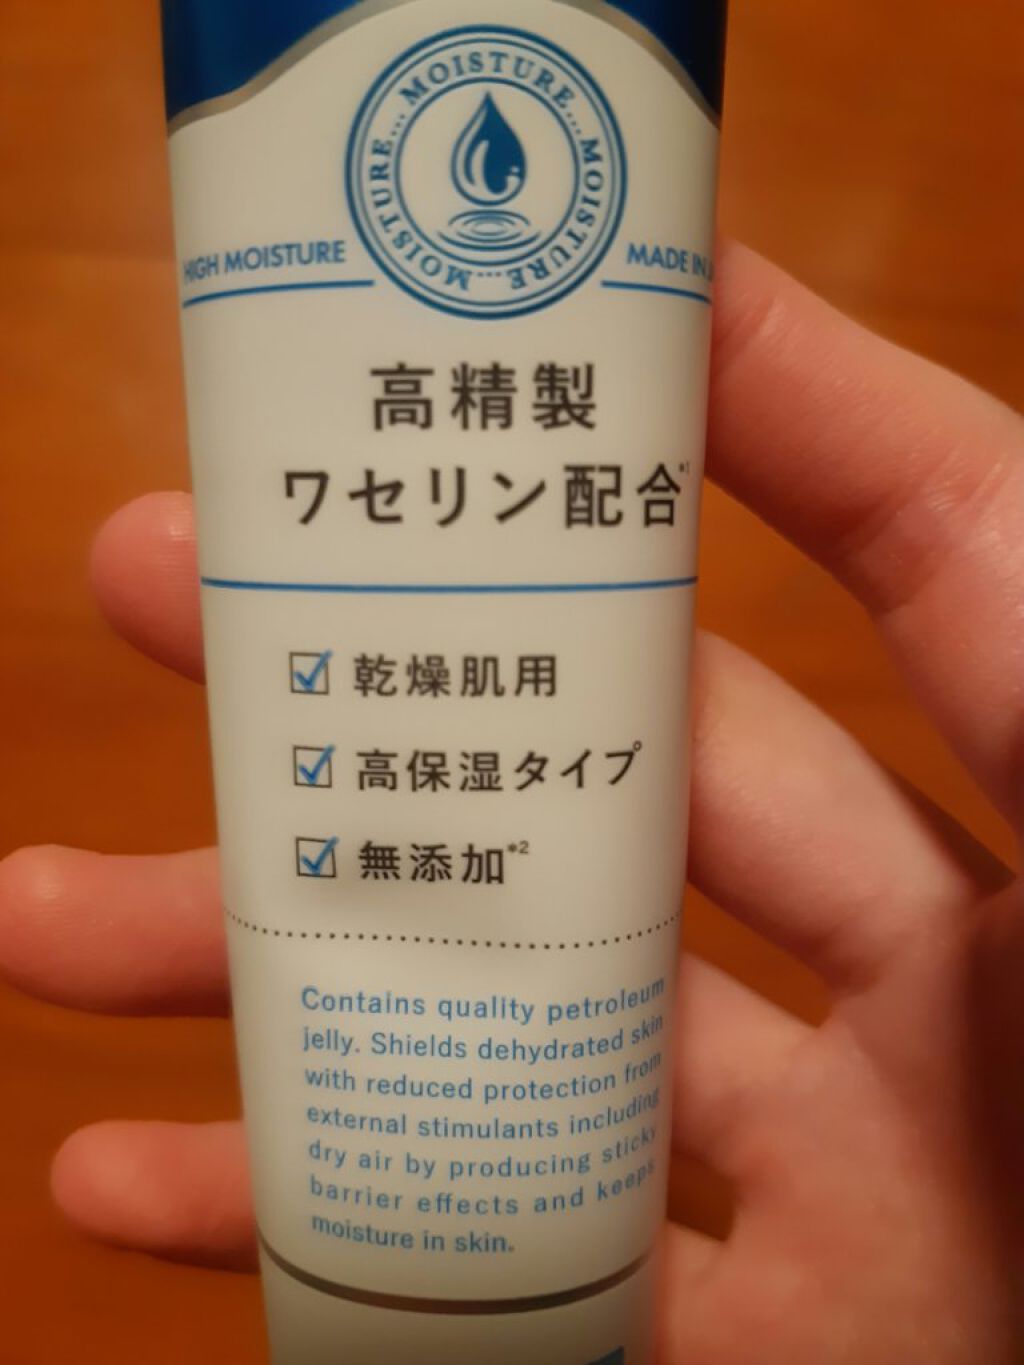 MOISTURE... MOISTURE... MOISTURE... MOISTURE...
HIGH MOISTURE
MADE IN
高精製
ワセリン配合*1
乾燥肌用
高保湿タイプ
無添加*2
Contains quality petroleum
jelly. Shields dehydrated skin
with reduced protection from
external stimulants including
dry air by producing sticky
barrier effects and keeps
moisture in skin.